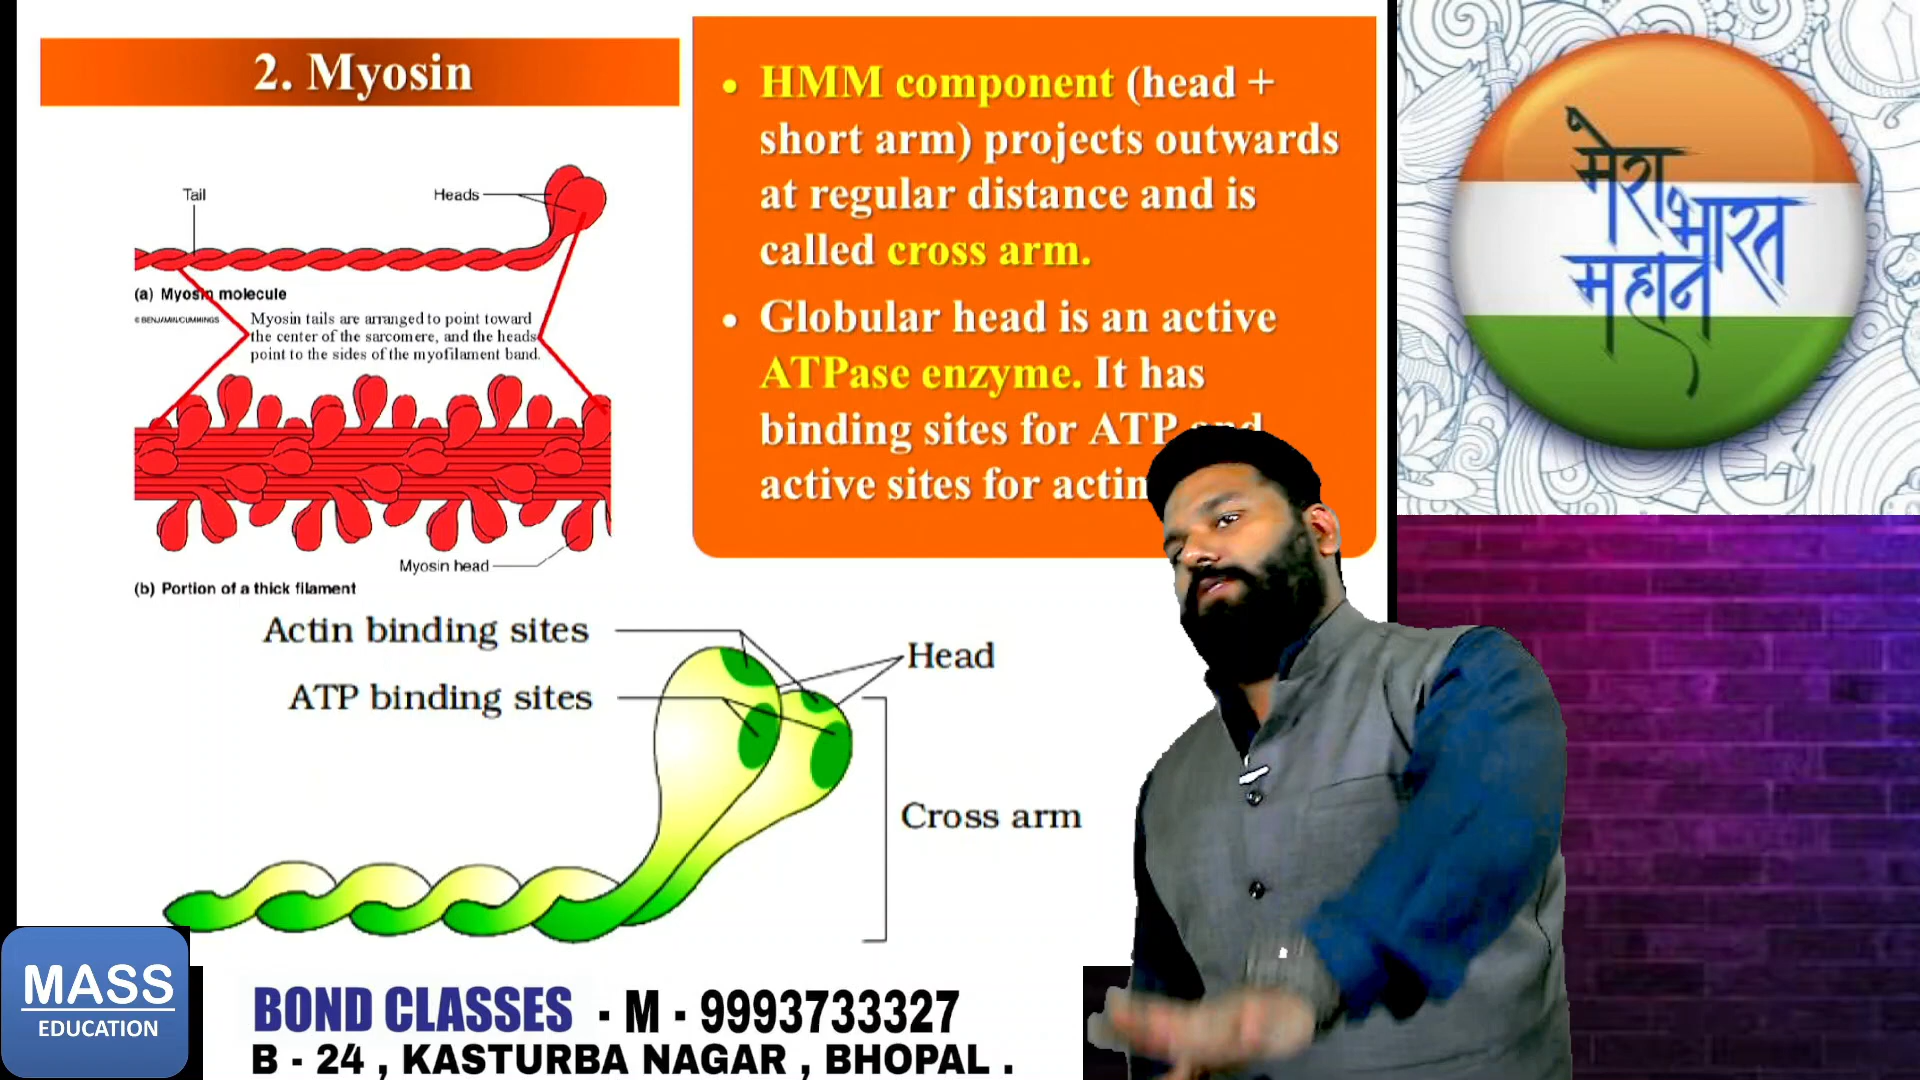 2. Myosin
Tail
Heads
(a) Myosin molecule
© BENJAMIN/CUMMINGS
Myosin tails are arranged to point toward
the center of the sarcomere, and the heads
point to the sides of the myofilament band.
Myosin head
(b) Portion of a thick filament
• HMM component (head +
short arm) projects outwards
at regular distance and is
called cross arm.
• Globular head is an active
ATPase enzyme. It has
binding sites for ATP and
active sites for actin
मेरा
भारत
महान
Actin binding sites
ATP binding sites
Head
Cross arm
MASS
EDUCATION
BOND CLASSES - M - 9993733327
B - 24 , KASTURBA NAGAR , BHOPAL .